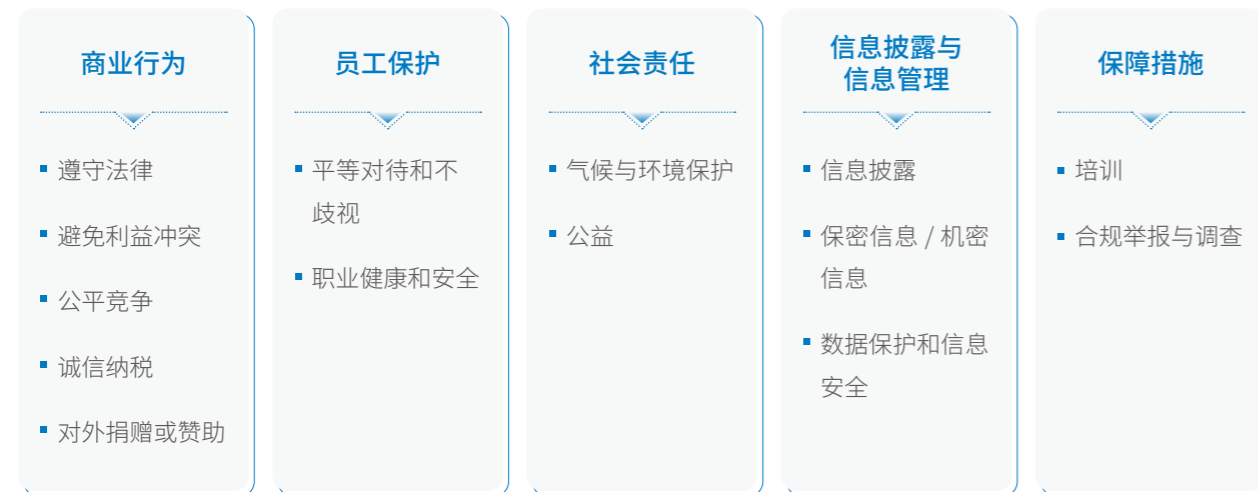 商业行为
遵守法律
避免利益冲突
公平竞争
诚信纳税
对外捐赠或赞助
员工保护
平等对待和不
歧视
职业健康和安全
社会责任
气候与环境保护
公益
信息披露与
信息管理
信息披露
保密信息 / 机密
信息
数据保护和信息
安全
保障措施
培训
合规举报与调查